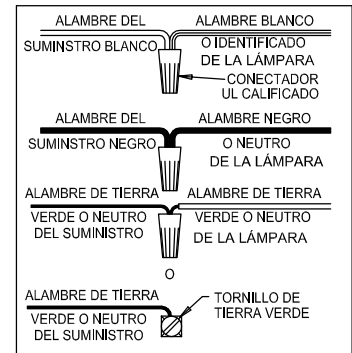 ALAMBRE DEL ALAMBRE BLANCO
SUMINSTRO BLANCO O IDENTIFICADO
DE LA LÁMPARA
CONECTADOR
UL CALIFICADO
ALAMBRE DEL ALAMBRE NEGRO
SUMINSTRO NEGRO O NEUTRO
DE LA LÁMPARA
ALAMBRE DE TIERRA ALAMBRE DE TIERRA
VERDE O NEUTRO VERDE O NEUTRO
DEL SUMINISTRO DE LA LÁMPARA
O
ALAMBRE DE TIERRA TORNILLO DE
VERDE O NEUTRO TIERRA VERDE
DEL SUMINISTRO